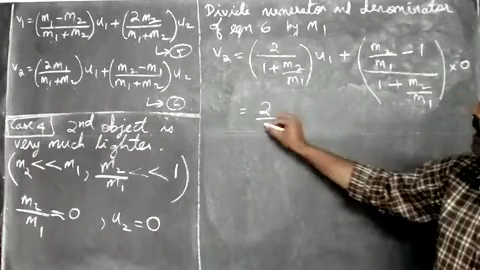 v₁ = (m₁-m₂/m₁+m₂)u₁ + (2m₂/m₁+m₂)u₂
→ 5
v₂ = (2m₁/m₁+m₂)u₁ + (m₂-m₁/m₁+m₂)u₂
→ 6
Case 4 2nd object is
very much lighter.
(m₂ << m₁, m₂/m₁ << 1)
m₂/m₁ ≈ 0, u₂ = 0
Divide numerator and denominator
of eqn 6 by m₁
v₂ = (2/1+m₂/m₁)u₁ + (m₂/m₁ - 1/1+m₂/m₁) × 0
= 2/